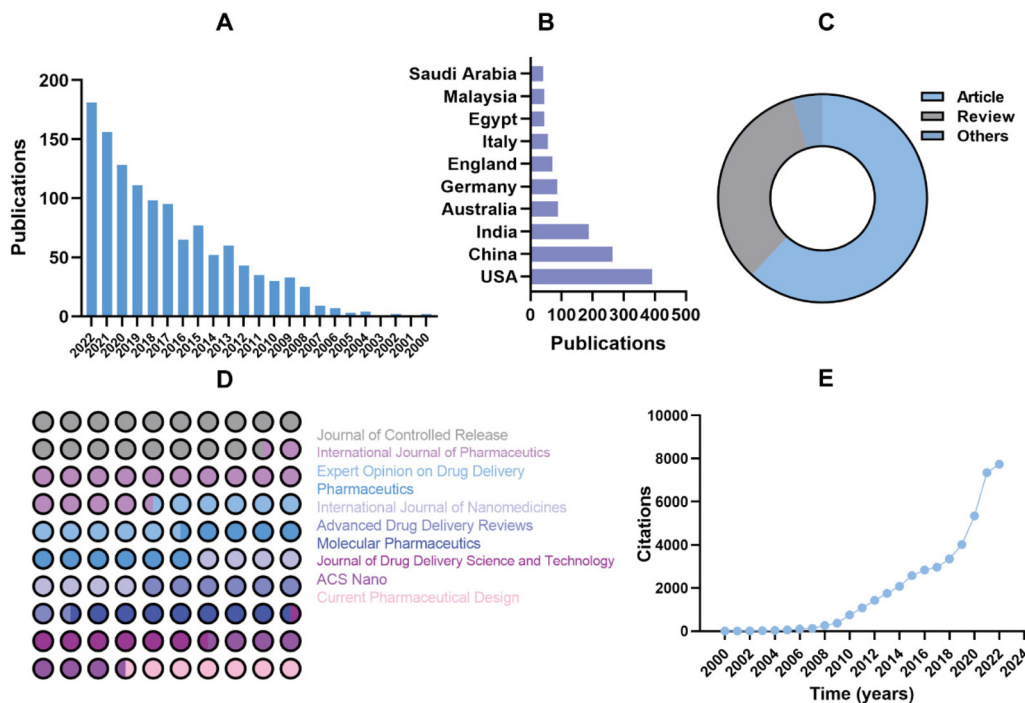 A
Publications
200
150
100
50
0
2022
2021
2020
2019
2018
2017
2016
2015
2014
2013
2012
2011
2010
2009
2008
2007
2006
2005
2004
2003
2002
2001
2000
B
Saudi Arabia
Malaysia
Egypt
Italy
England
Germany
Australia
India
China
USA
0 100 200 300 400 500
Publications
C
Article
Review
Others
D
Journal of Controlled Release
International Journal of Pharmaceutics
Expert Opinion on Drug Delivery
Pharmaceutics
International Journal of Nanomedicines
Advanced Drug Delivery Reviews
Molecular Pharmaceutics
Journal of Drug Delivery Science and Technology
ACS Nano
Current Pharmaceutical Design
E
Citations
10000
8000
6000
4000
2000
0
2000
2002
2004
2006
2008
2010
2012
2014
2016
2018
2020
2022
2024
Time (years)